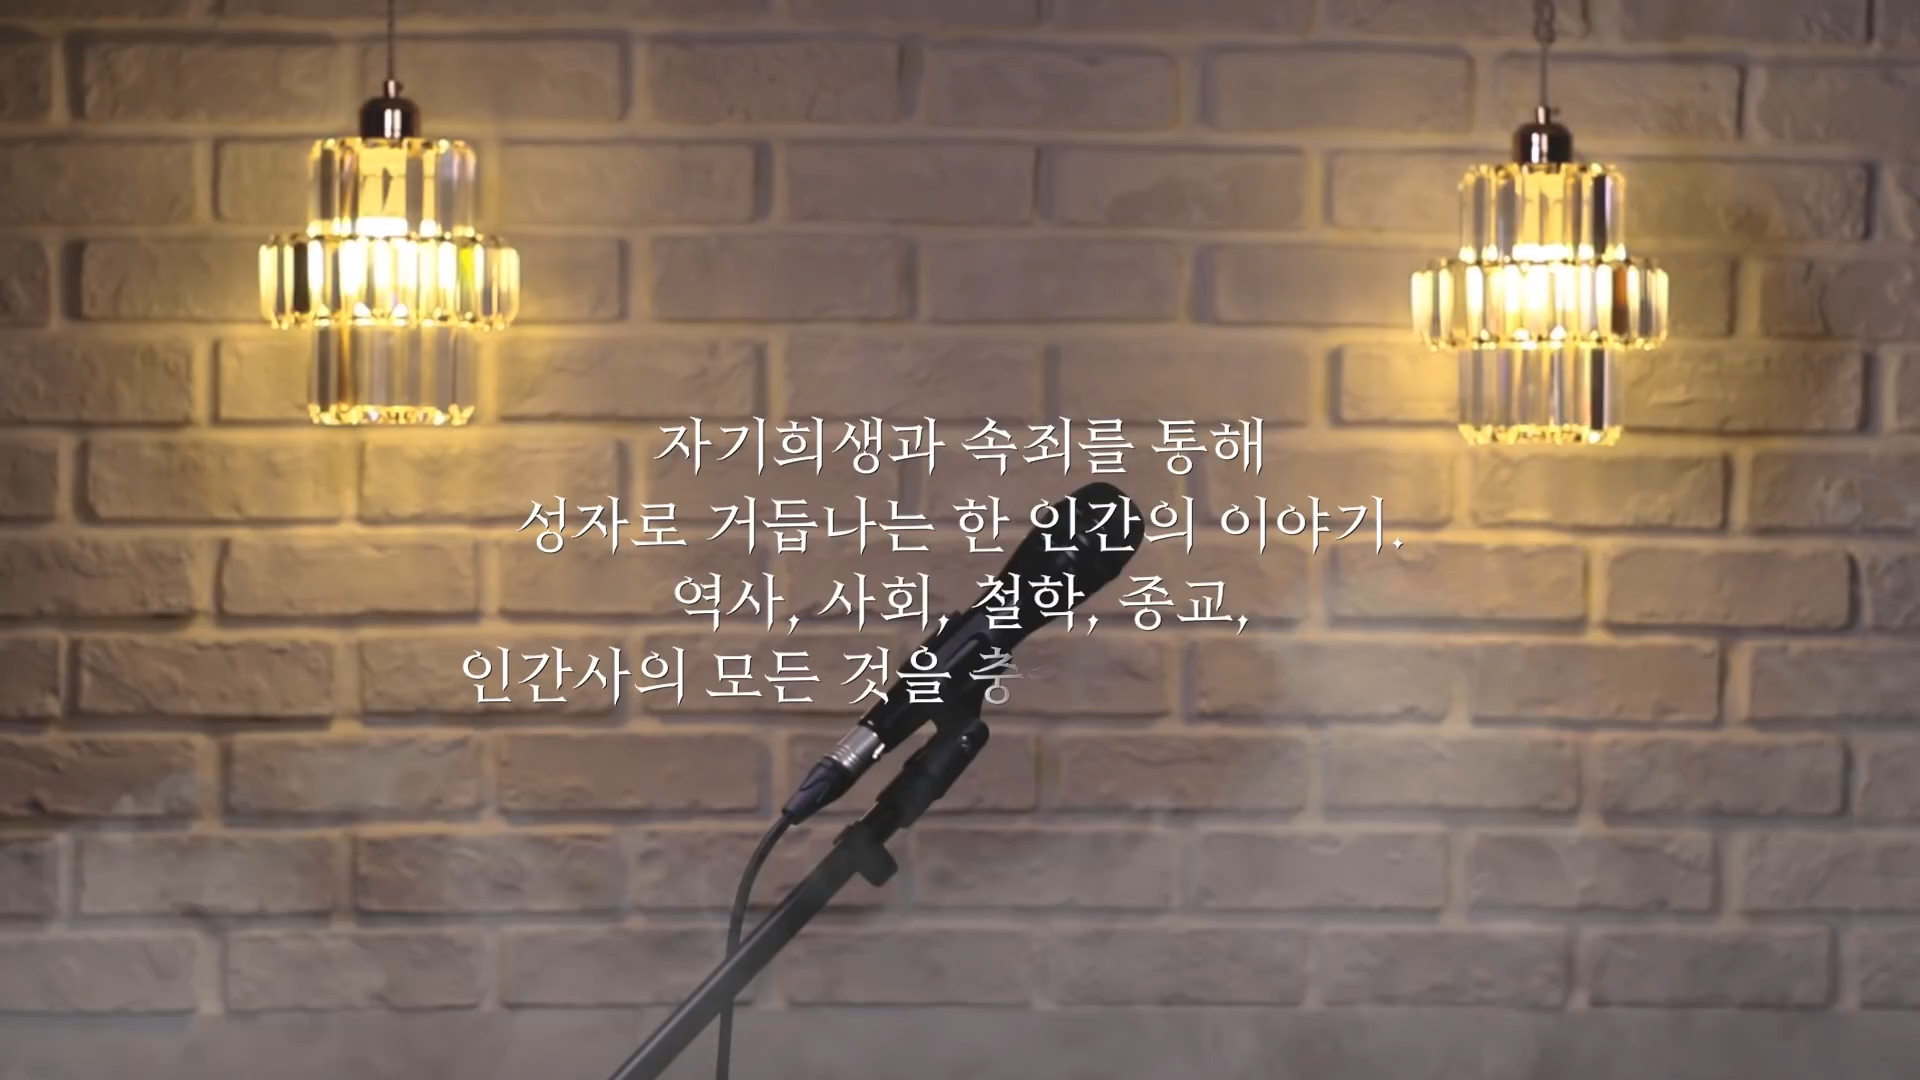 자기희생과 속죄를 통해
성자로 거듭나는 한 인간의 이야기.
역사, 사회, 철학, 종교,
인간사의 모든 것을